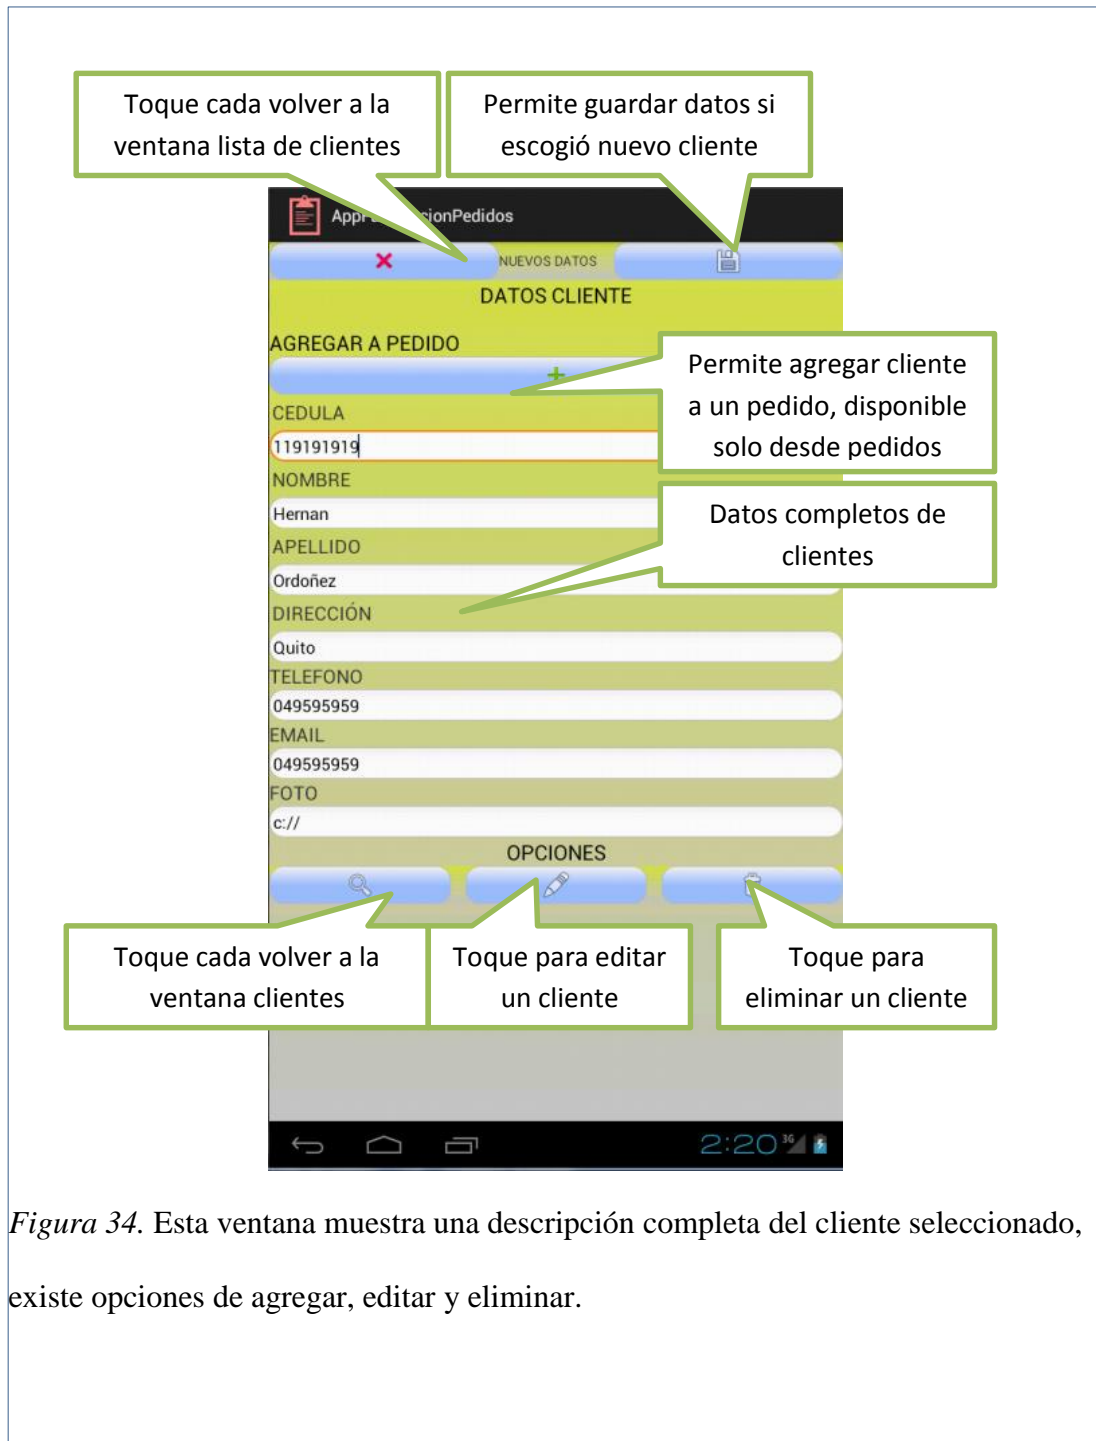 Toque cada volver a la
ventana lista de clientes
Permite guardar datos si
escogió nuevo cliente
NUEVOS DATOS
DATOS CLIENTE
AGREGAR A PEDIDO
Permite agregar cliente
a un pedido, disponible
solo desde pedidos
CEDULA
119191919
NOMBRE
Hernan
Datos completos de
clientes
APELLIDO
Ordoñez
DIRECCIÓN
Quito
TELEFONO
049595959
EMAIL
049595959
FOTO
c://
OPCIONES
Toque cada volver a la
ventana clientes
Toque para editar
un cliente
Toque para
eliminar un cliente
2:20 3G
Figura 34. Esta ventana muestra una descripción completa del cliente seleccionado,
existe opciones de agregar, editar y eliminar.